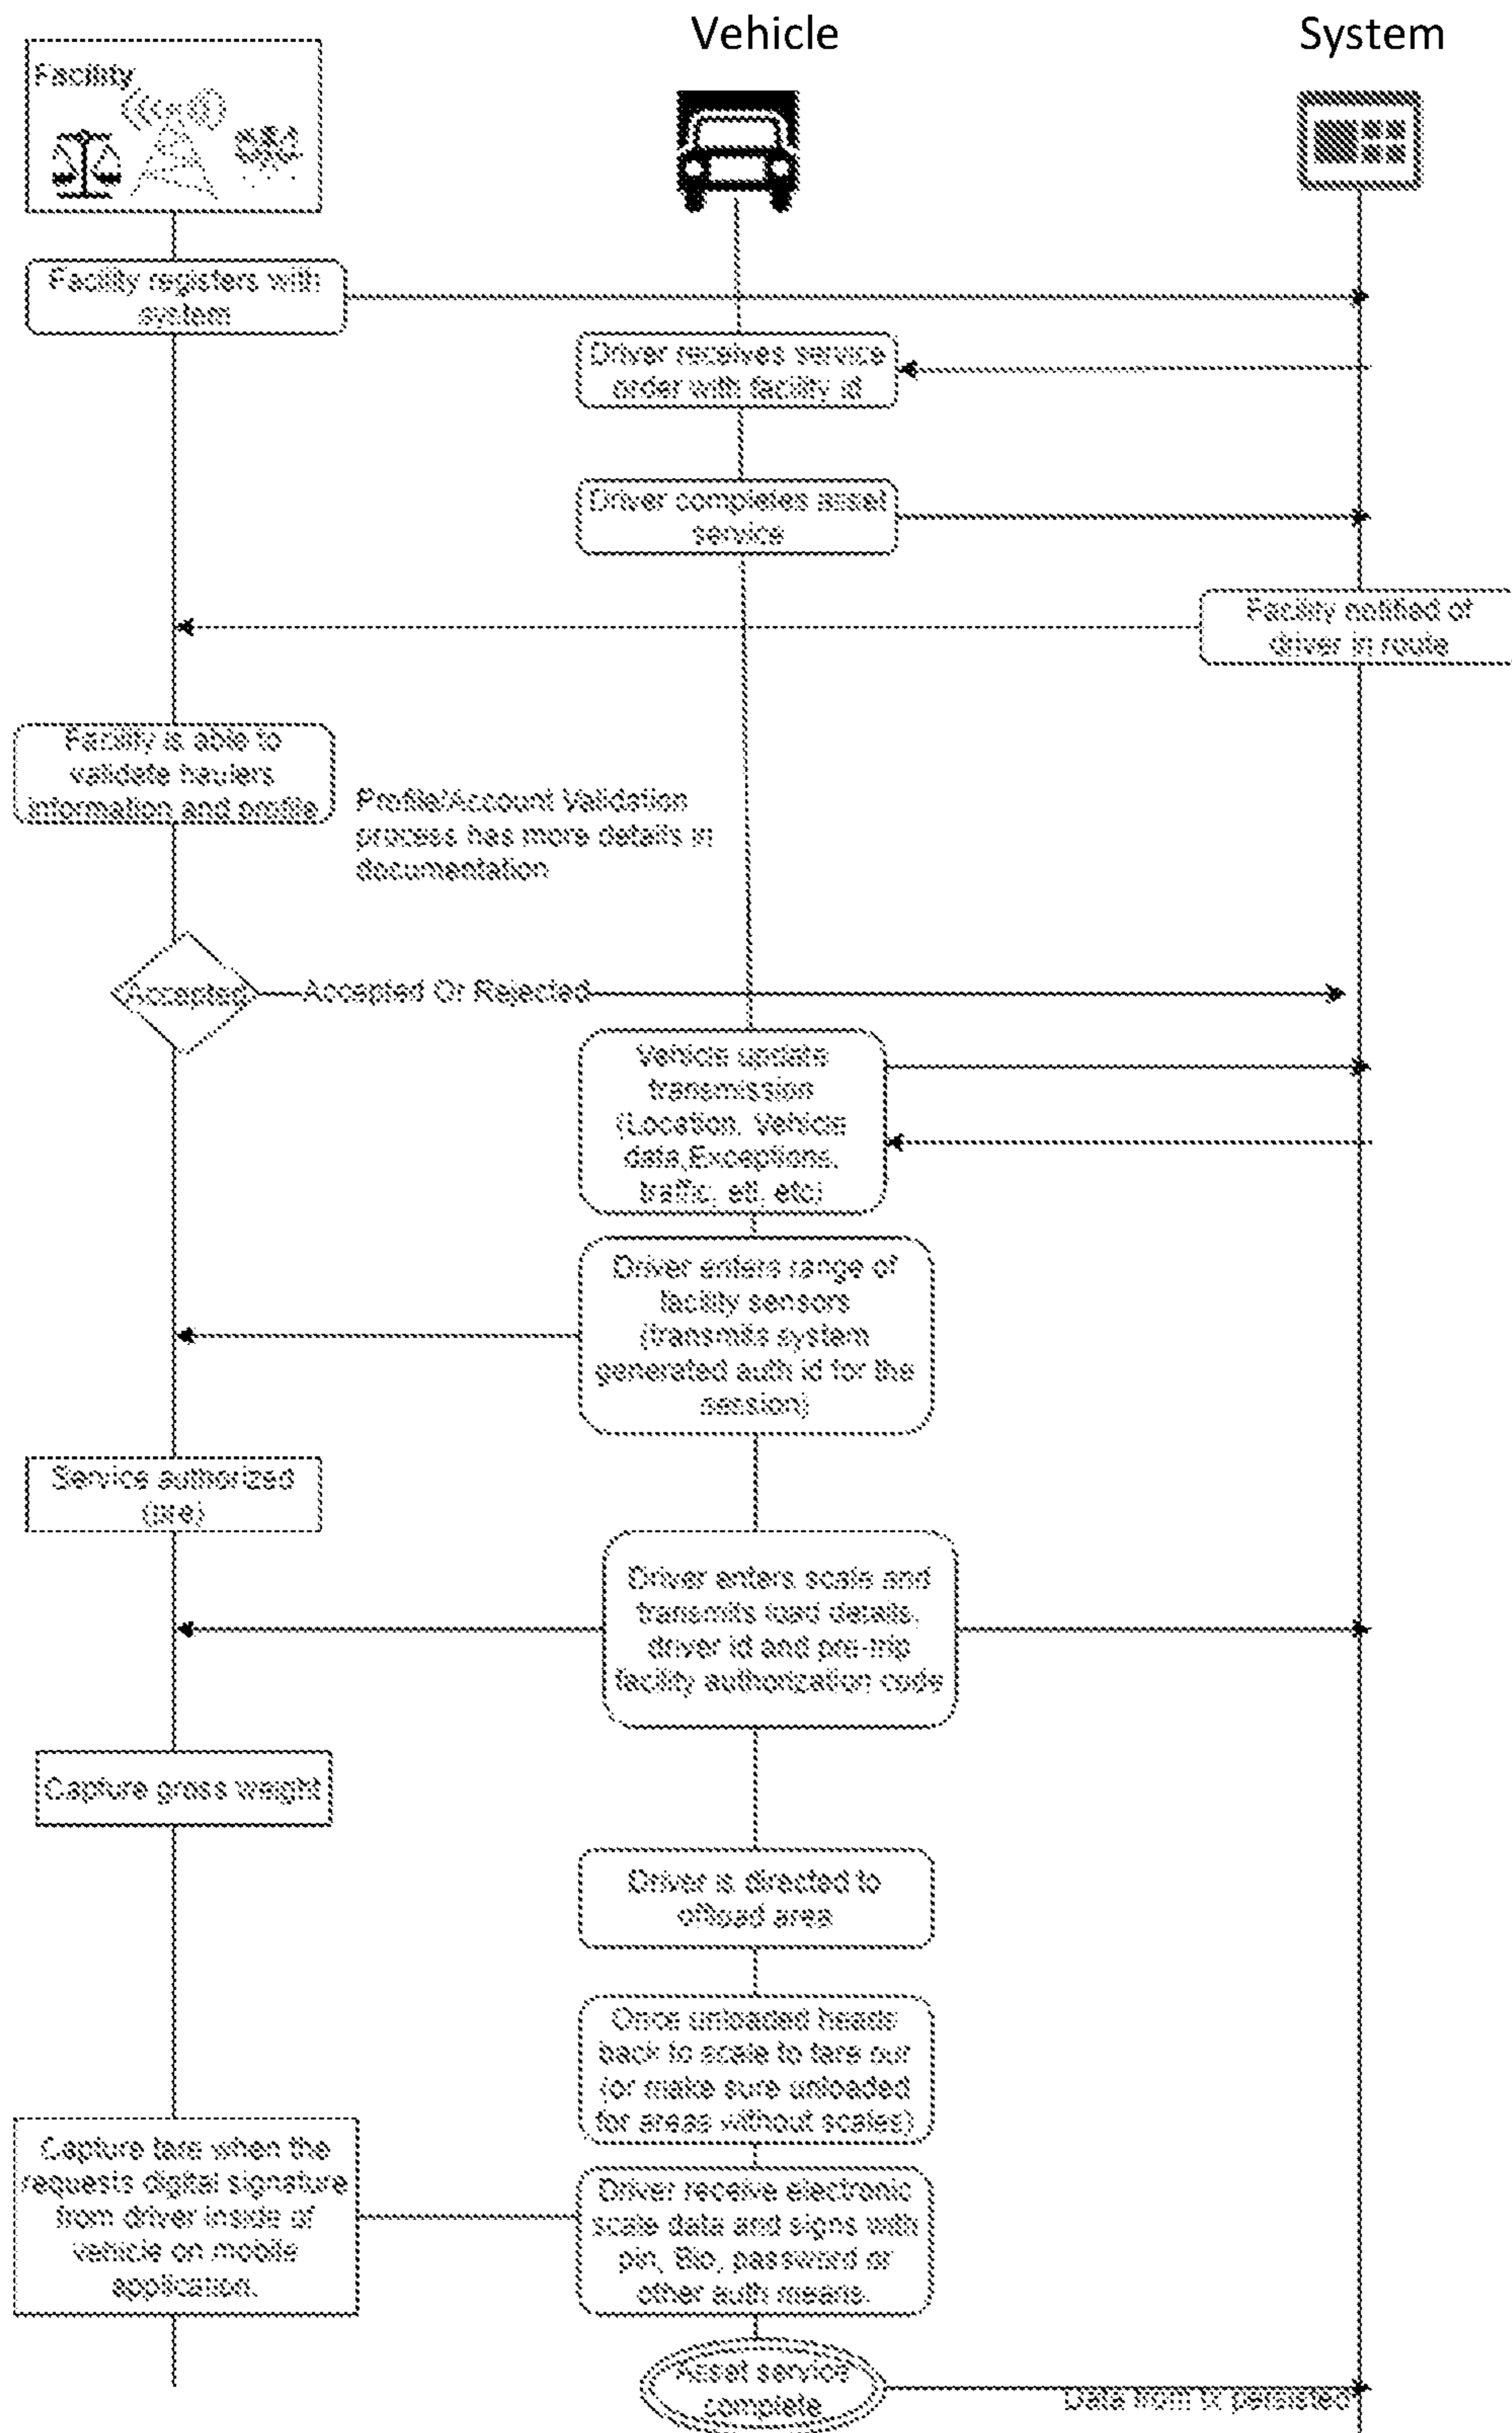 Vehicle
System
Facility
Facility registers with
system
Driver receives service
order with facility id
Driver completes asset
service
Facility notified of
driver in route
Facility is able to
validate haulers
information and profile
Profile/Account Validation
process has more details in
documentation
Accepted
Accepted Or Rejected
Vehicle update
transmission
(Location, Vehicle
data,Exceptions,
traffic, etc)
Driver enters range of
facility sensors
(transmits system
generated auth id for the
session)
Service authorized
(pre)
Driver enters scale and
transmits load details,
driver id and pre-trip
facility authorization code
Capture gross weight
Driver is directed to
offload area
Once unloaded heads
back to scale to tare our
(or make sure unloaded
for areas without scales)
Capture tare when the
requests digital signature
from driver inside of
vehicle on mobile
application.
Driver receive electronic
scale data and signs with
pin, Bio, password or
other auth means.
Asset service
complete
Data from tx persisted